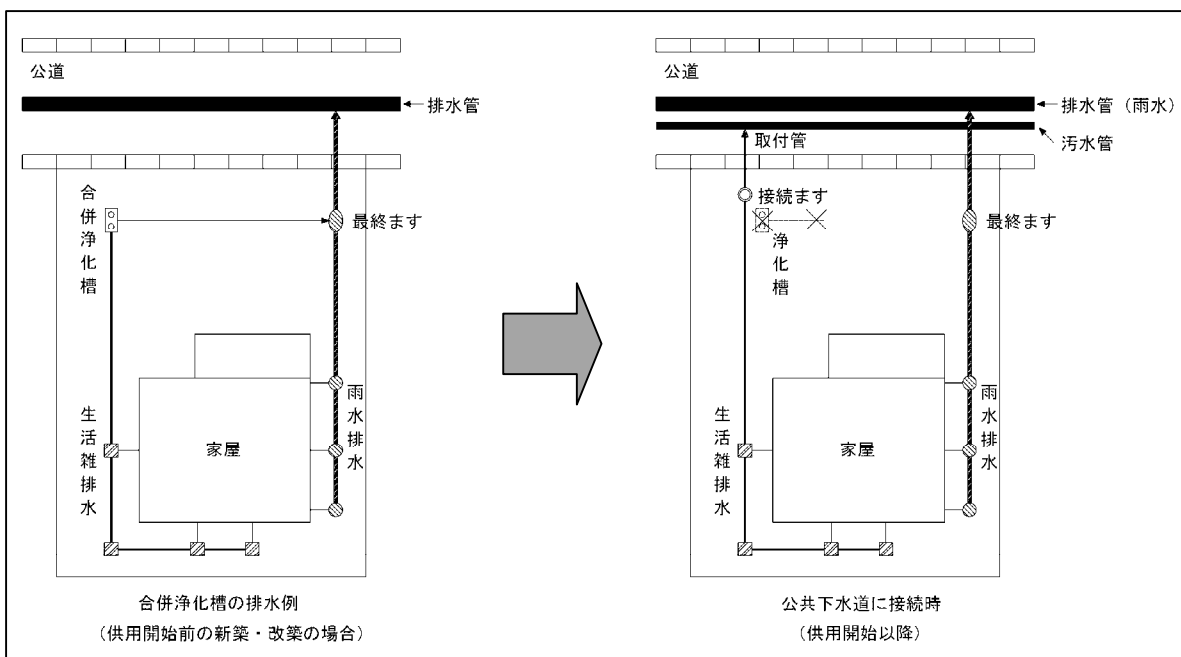 公道
排水管
合併浄化槽
最終ます
生活雑排水
家屋
雨水排水
合併浄化槽の排水例
(供用開始前の新築・改築の場合)
公道
排水管(雨水)
取付管
汚水管
接続ます
浄化槽
最終ます
生活雑排水
家屋
雨水排水
公共下水道に接続時
(供用開始以降)